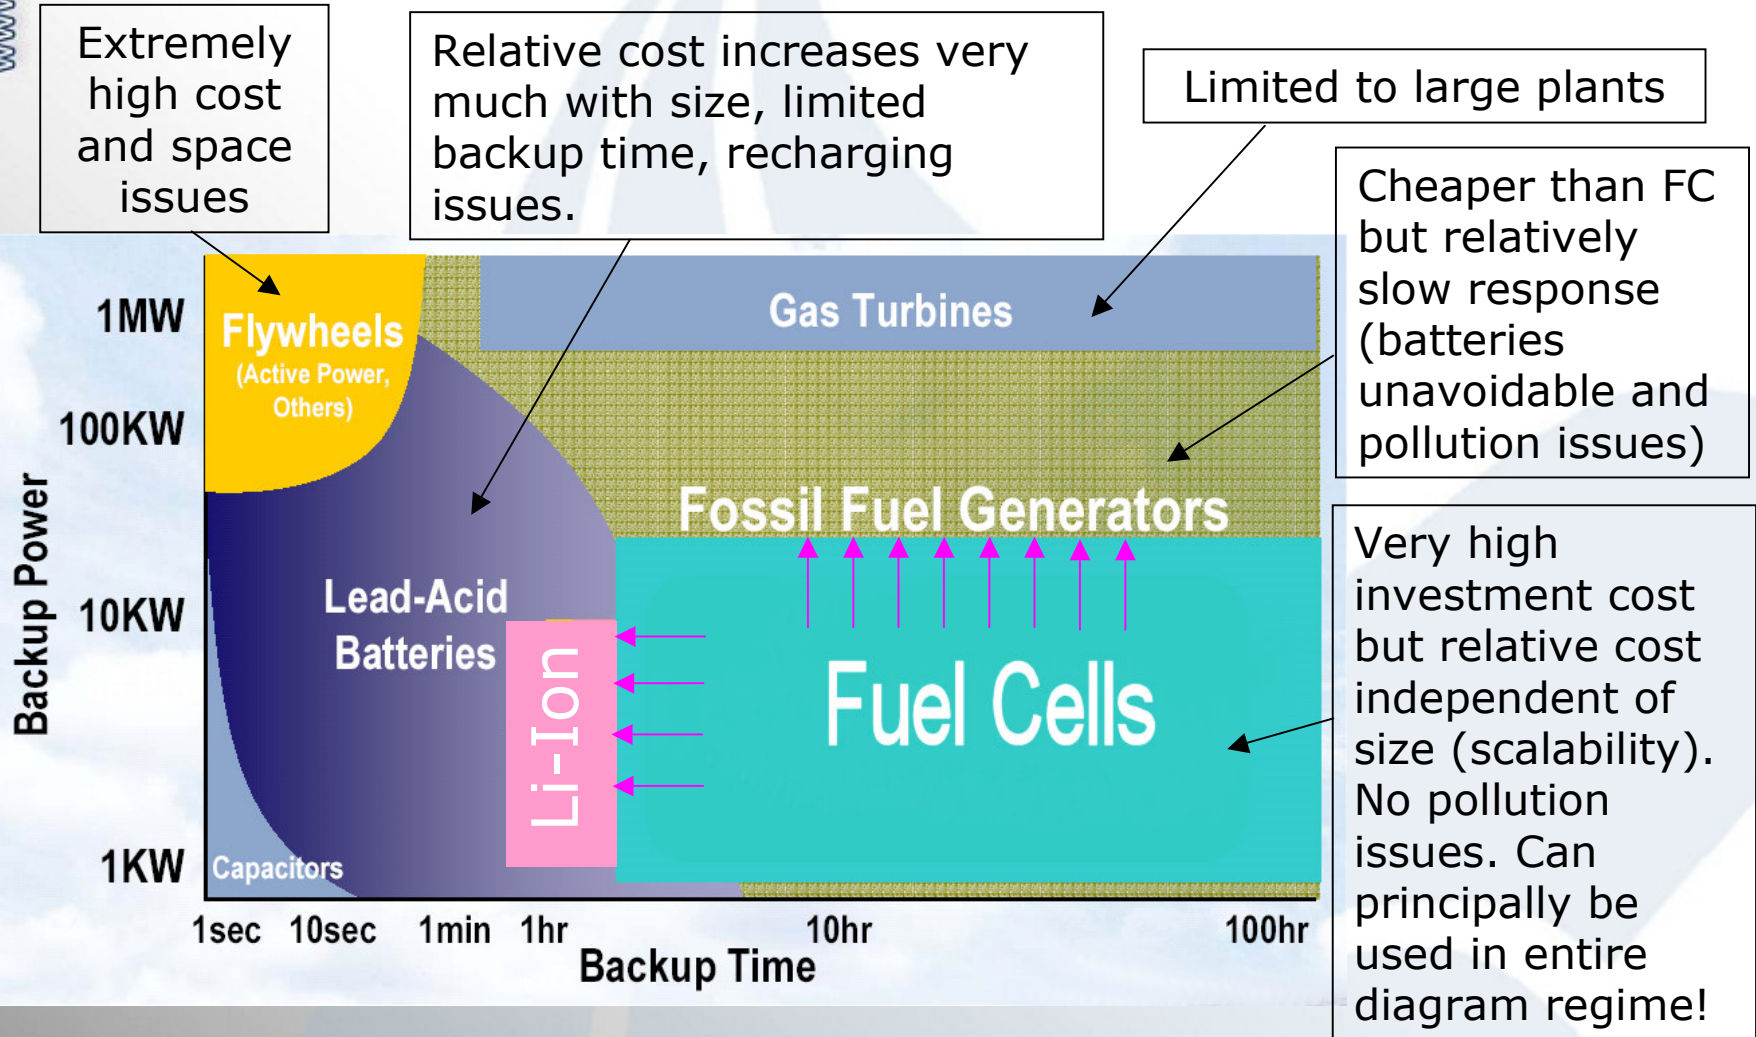 Extremely
high cost
and space
issues
Relative cost increases very
much with size, limited
backup time, recharging
issues.
Limited to large plants
Cheaper than FC
but relatively
slow response
(batteries
unavoidable and
pollution issues)
Very high
investment cost
but relative cost
independent of
size (scalability).
No pollution
issues. Can
principally be
used in entire
diagram regime!
Backup Power
1MW
100KW
10KW
1KW
Flywheels
(Active Power,
Others)
Gas Turbines
Fossil Fuel Generators
Lead-Acid
Batteries
Li-Ion
Fuel Cells
Capacitors
1sec 10sec 1min 1hr 10hr 100hr
Backup Time